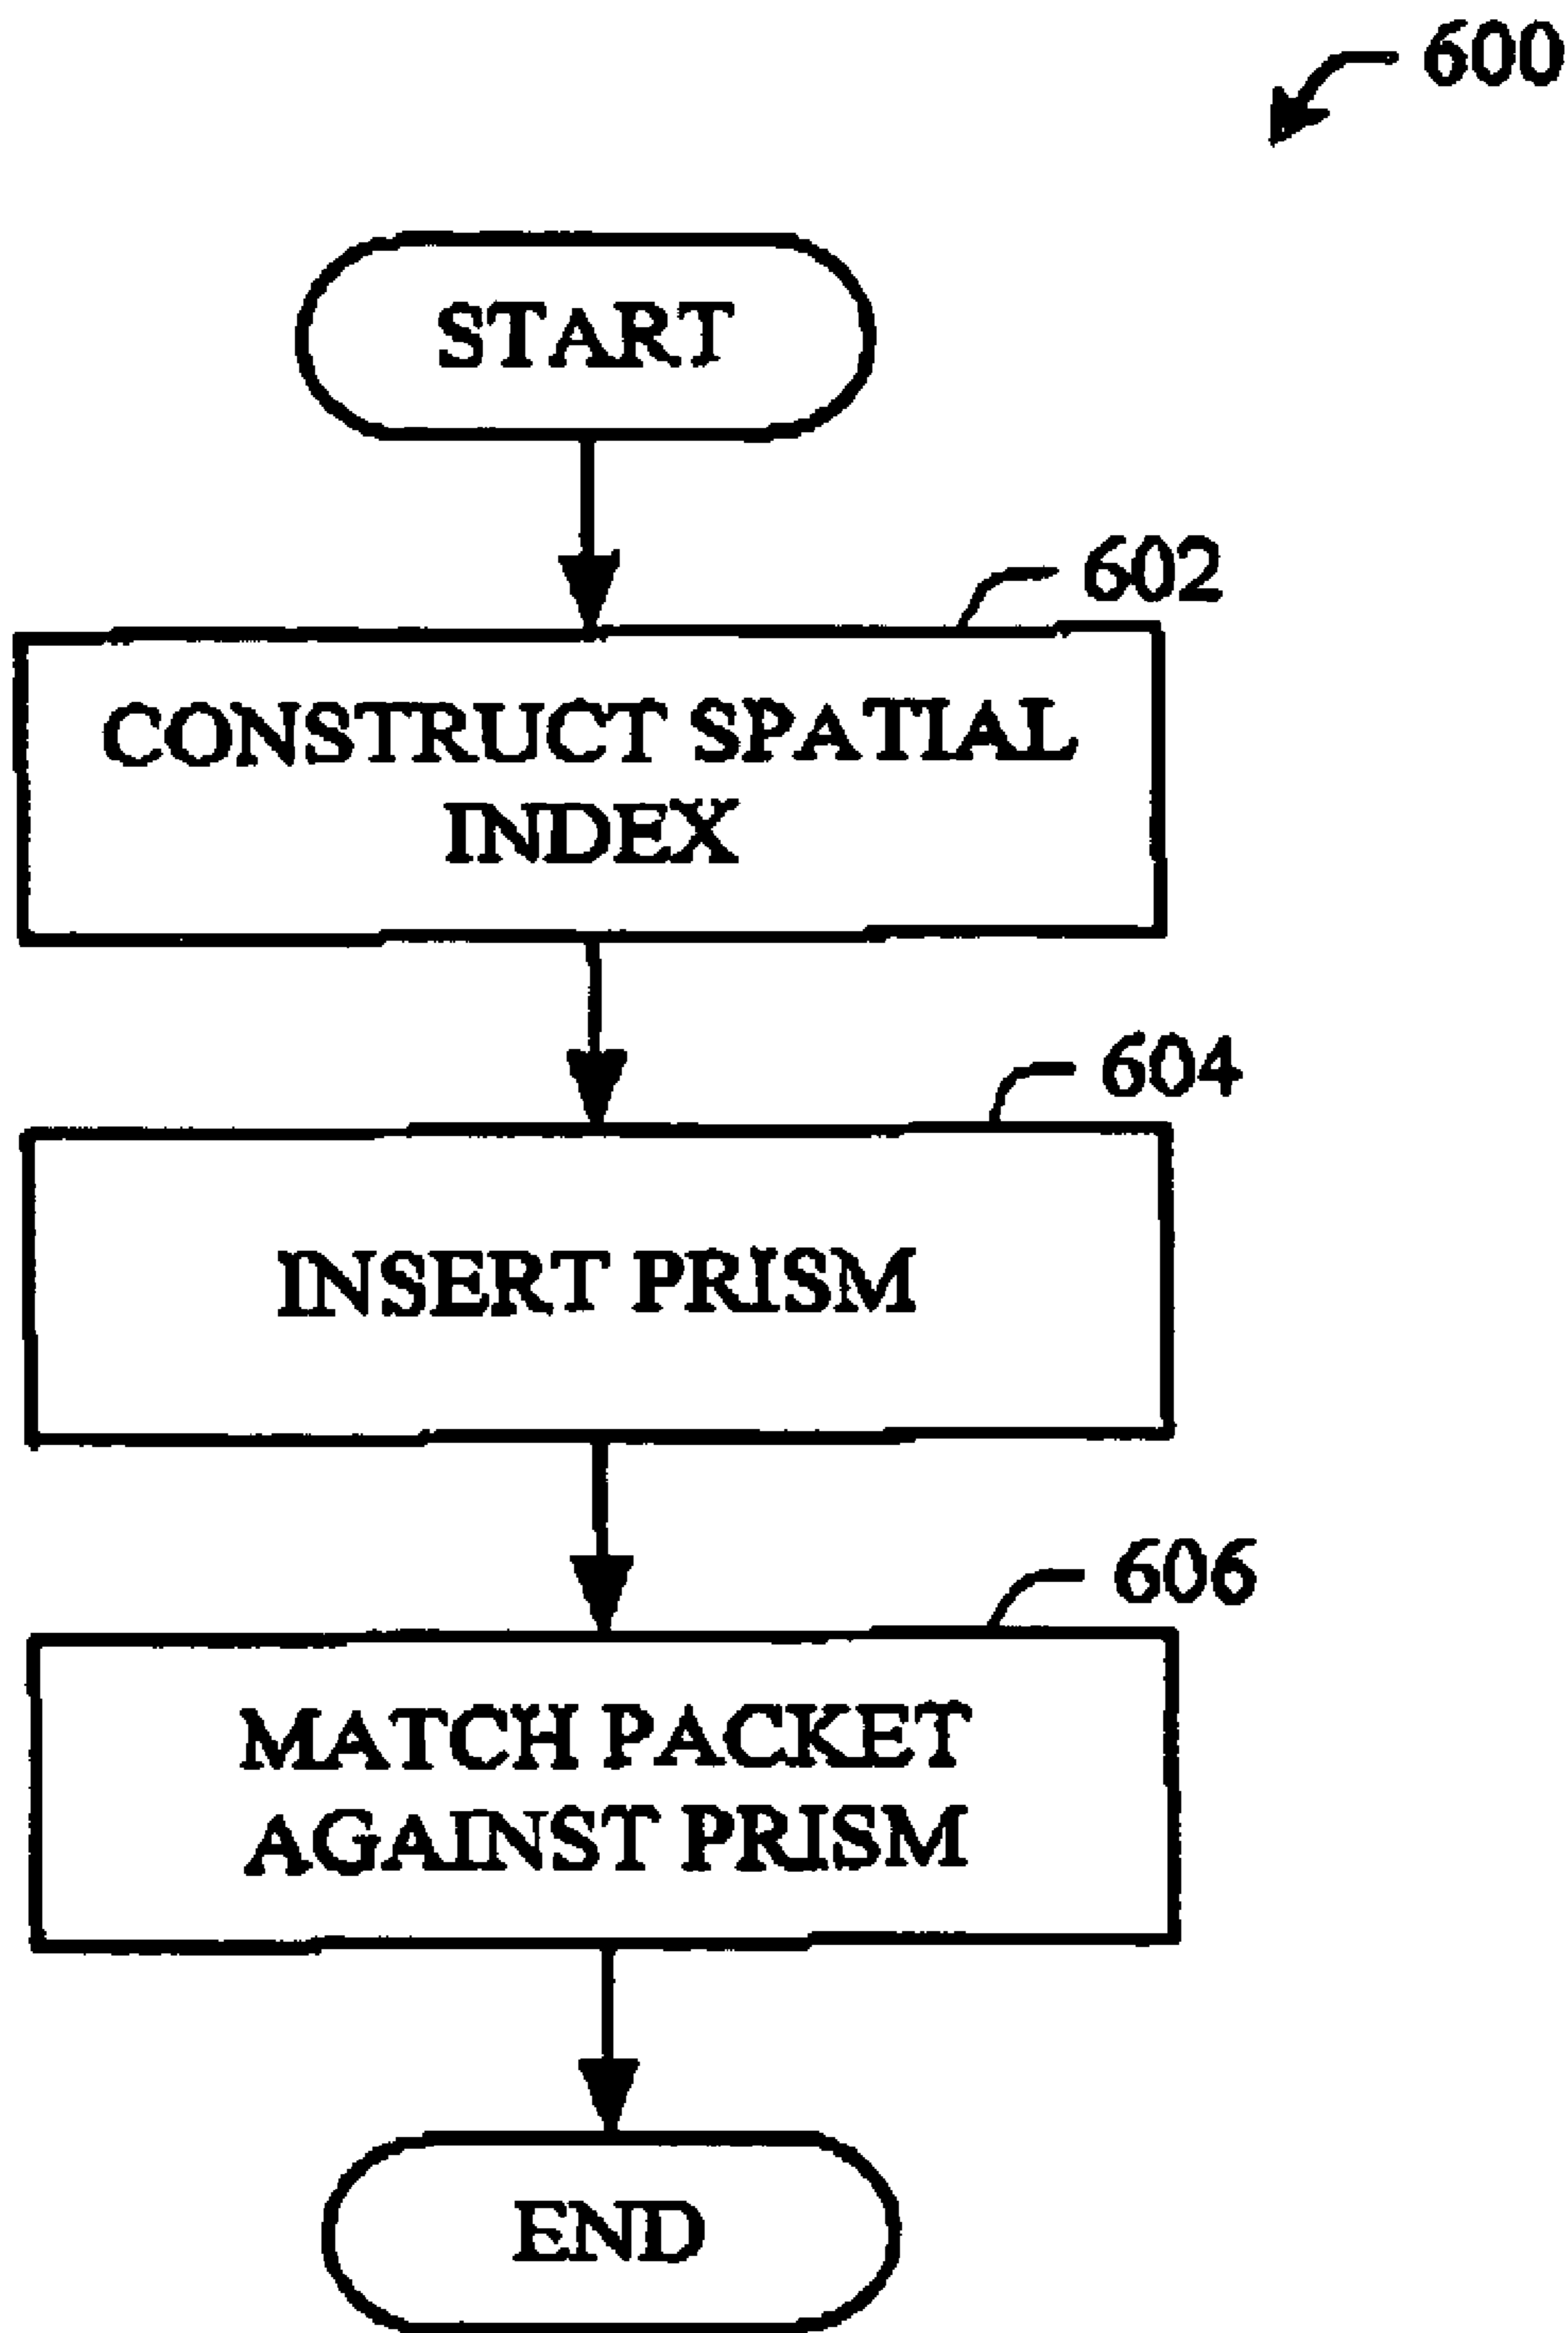 600
START
602
CONSTRUCT SPATIAL
INDEX
604
INSERT PRISM
606
MATCH PACKET
AGAINST PRISM
END